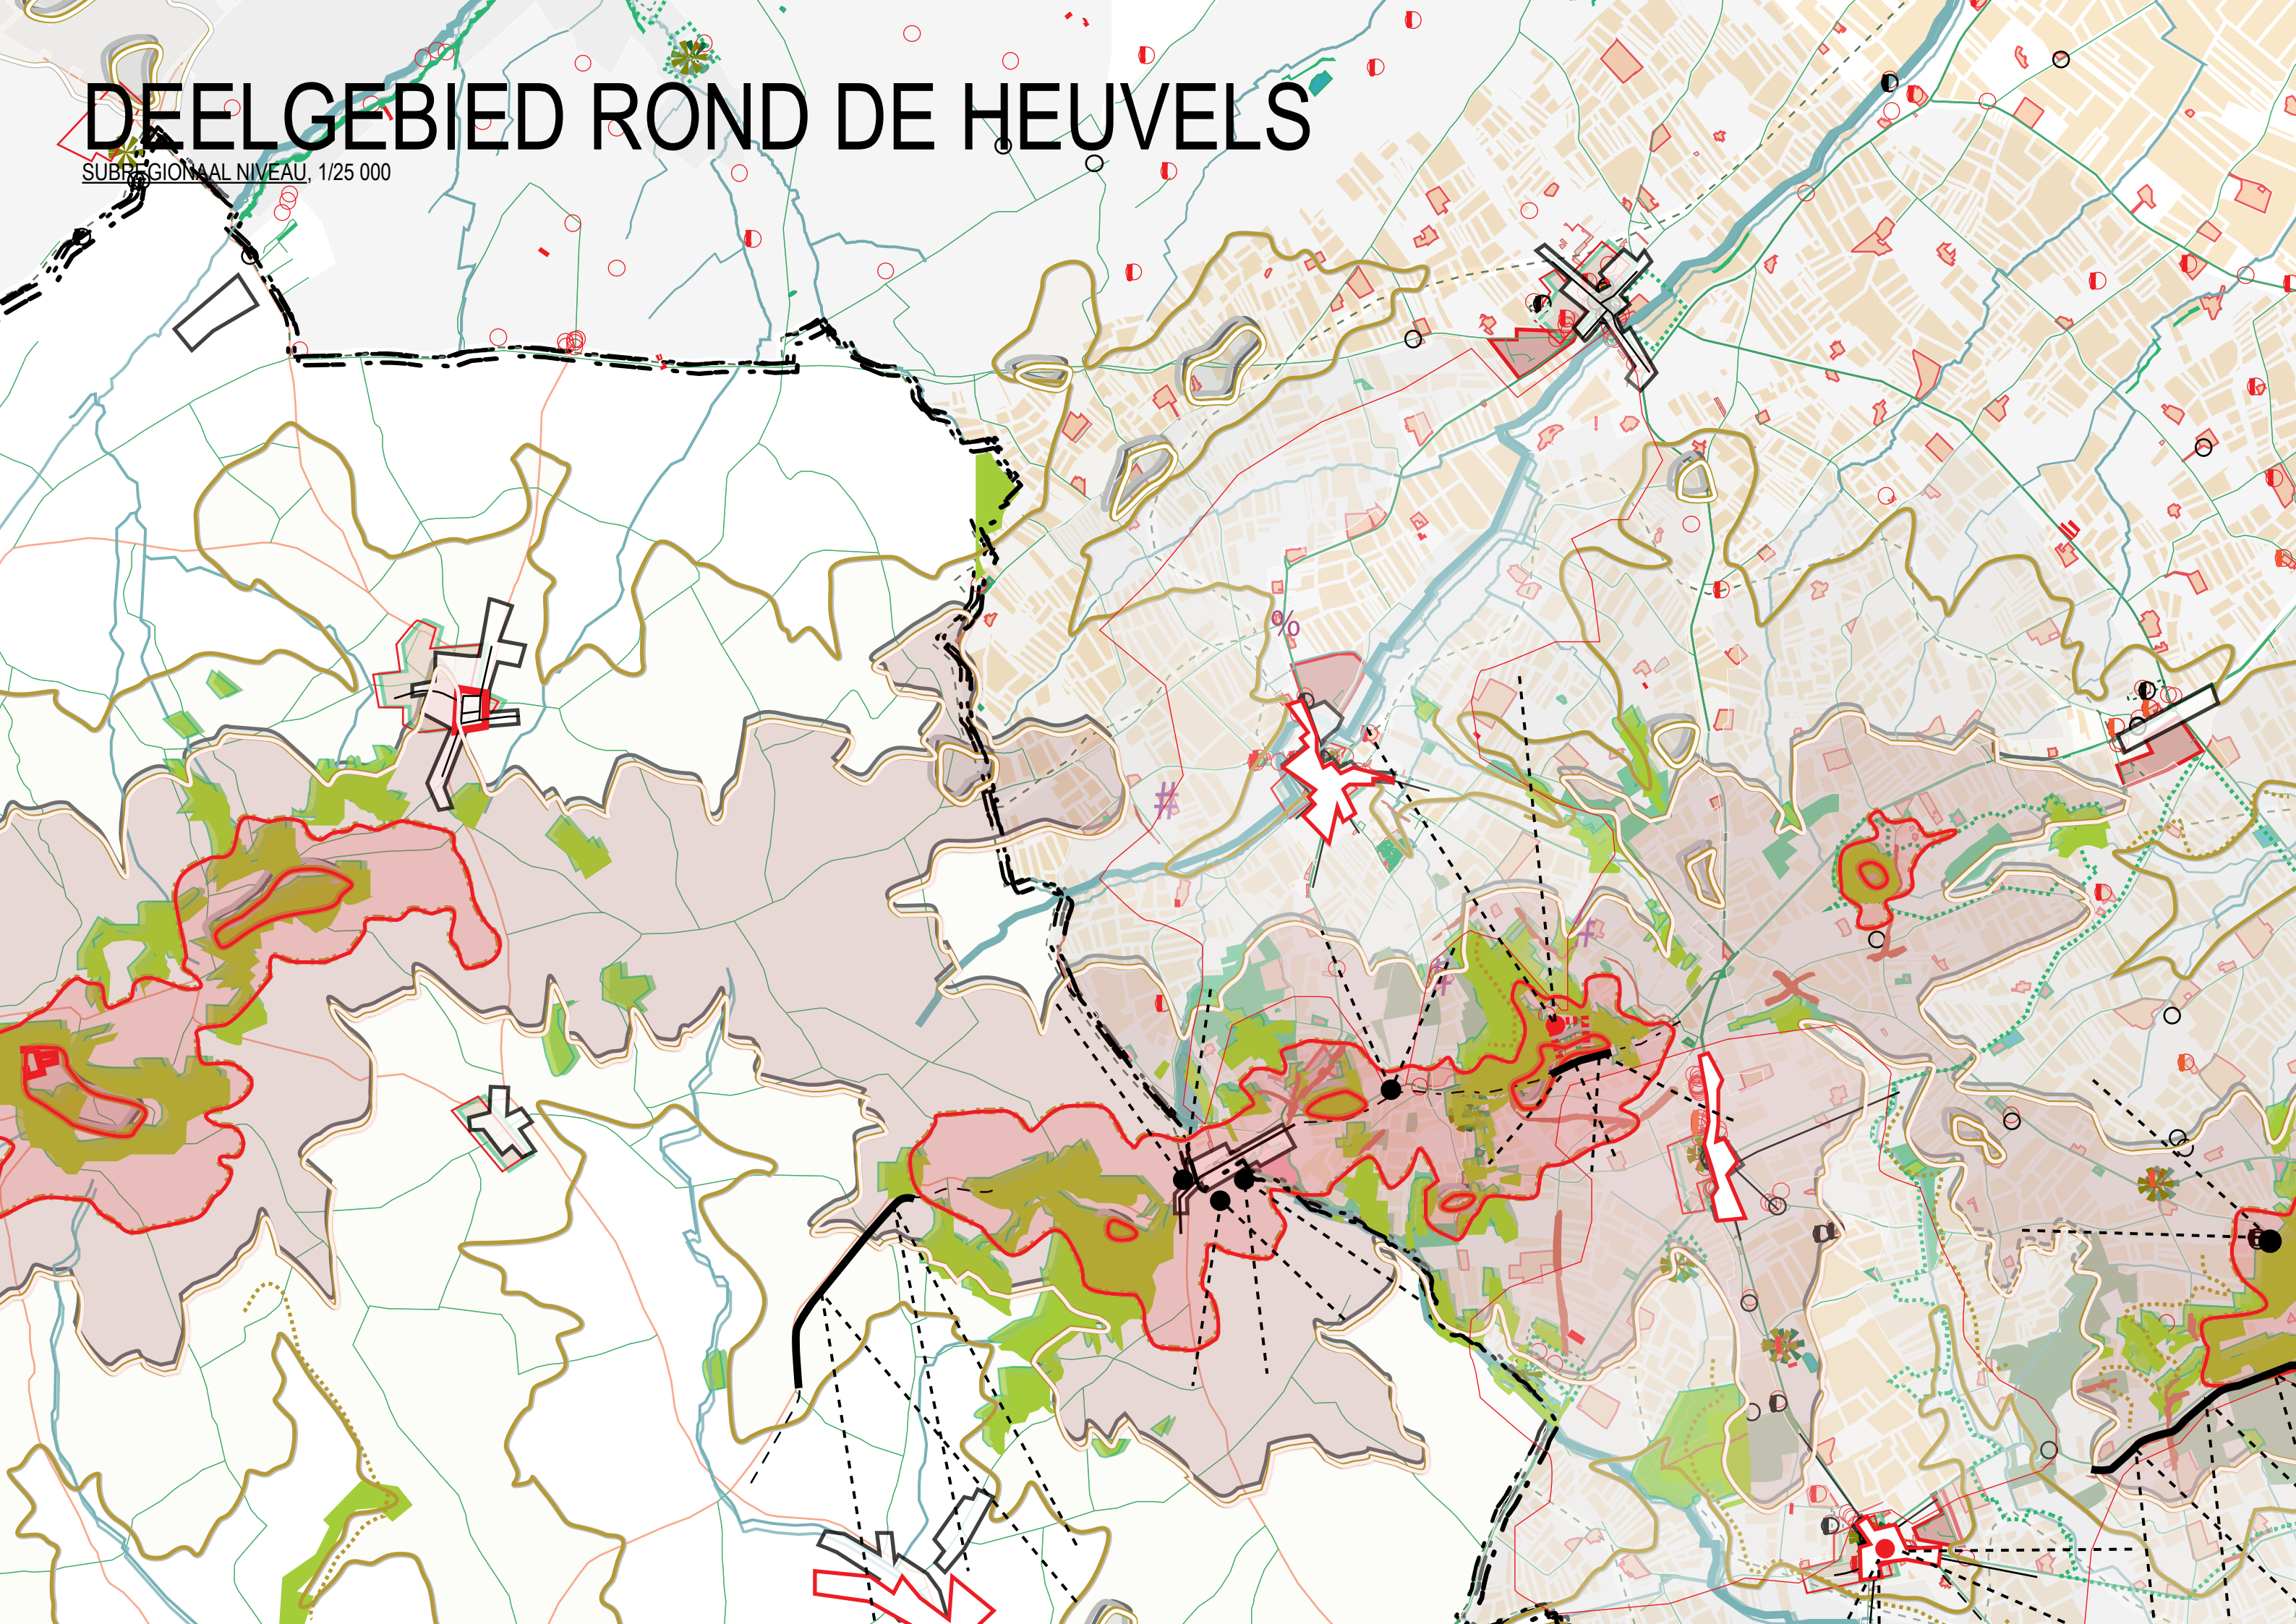 DEELGEBIED ROND DE HEUVELS
SUBREGIONAAL NIVEAU, 1/25 000
%
#
#
#